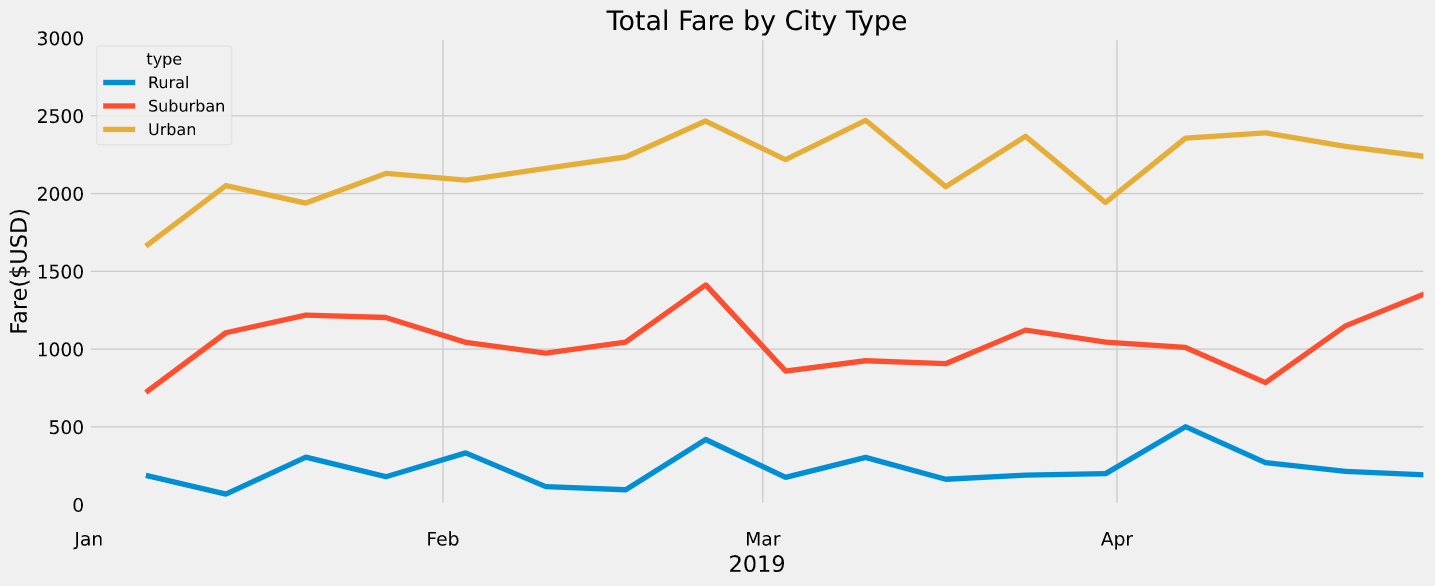 Total Fare by City Type
3000
2500
2000
1500
1000
500
0
Fare($USD)
type
Rural
Suburban
Urban
Jan Feb Mar Apr
2019